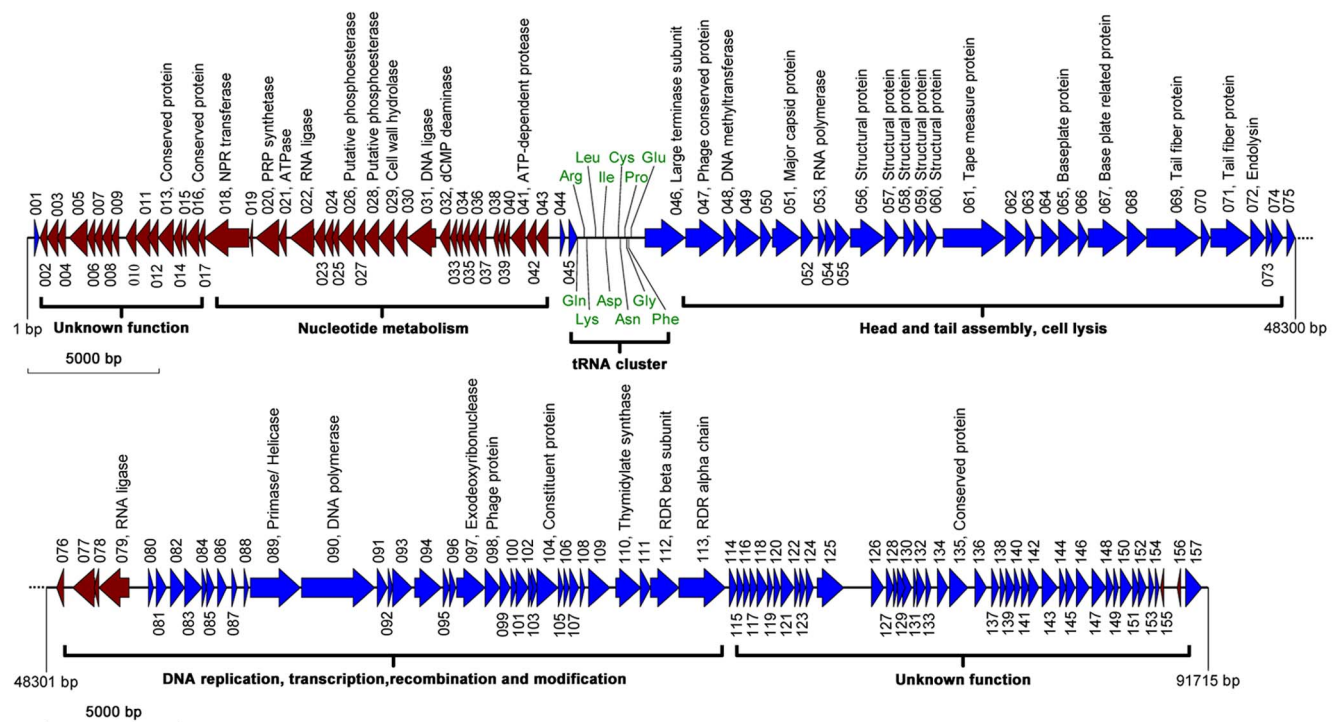 001
003
005
007
009
011
013, Conserved protein
015
016, Conserved protein
018, NPR transferase
019
020, PRP synthetase
021, ATPase
022, RNA ligase
024
026, Putative phosphoesterase
028, Putative phosphoesterase
029, Cell wall hydrolase
030
031, DNA ligase
032, dCMP deaminase
034
036
038
040
041, ATP-dependent protease
043
044
046, Large terminase subunit
047, Phage conserved protein
048, DNA methyltransferase
049
050
051, Major capsid protein
053, RNA polymerase
056, Structural protein
057, Structural protein
058, Structural protein
059, Structural protein
060, Structural protein
061, Tape measure protein
062
063
064
065, Baseplate protein
066
067, Base plate related protein
068
069, Tail fiber protein
070
071, Tail fiber protein
072, Endolysin
074
075
Arg
Leu
Ile
Cys
Pro
Glu
002
004
006
008
010
012
014
017
023
025
027
033
035
037
039
042
045
052
054
055
073
Gln
Lys
Asp
Asn
Gly
Phe
1 bp
Unknown function
Nucleotide metabolism
tRNA cluster
Head and tail assembly, cell lysis
48300 bp
5000 bp
076
077
078
079, RNA ligase
080
082
084
086
088
089, Primase/ Helicase
090, DNA polymerase
091
093
094
096
097, Exodeoxyribonuclease
098, Phage protein
100
102
104, Constituent protein
106
108
109
110, Thymidylate synthase
111
112, RDR beta subunit
113, RDR alpha chain
114
116
118
120
122
124
125
126
128
130
132
134
135, Conserved protein
136
138
140
142
144
146
148
150
152
154
156
157
081
083
085
087
092
095
099
101
103
105
107
115
117
119
121
123
127
129
131
133
137
139
141
143
145
147
149
151
153
155
48301 bp
DNA replication, transcription,recombination and modification
Unknown function
91715 bp
5000 bp